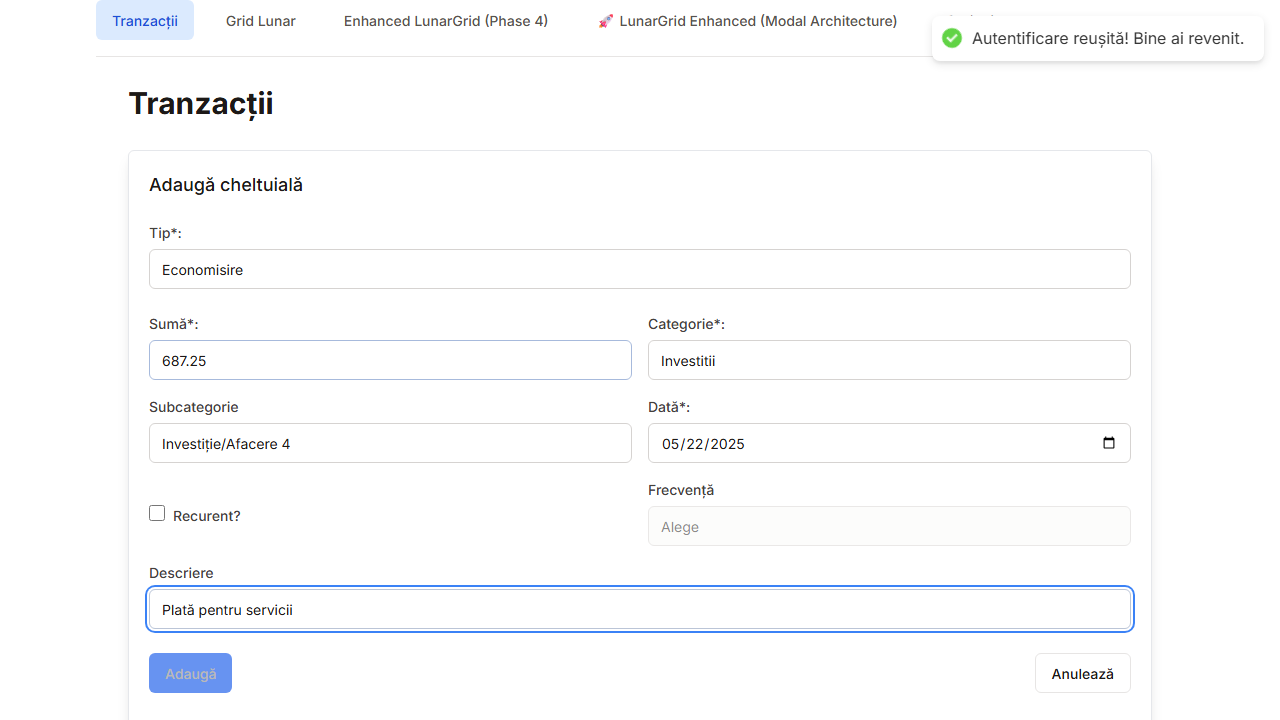 Tranzacții
Grid Lunar
Enhanced LunarGrid (Phase 4)
🚀 LunarGrid Enhanced (Modal Architecture)
Autentificare reușită! Bine ai revenit.
Tranzacții
Adaugă cheltuială
Tip*:
Economisire
Sumă*:
Categorie*:
687.25
Investitii
Subcategorie
Dată*:
Investiție/Afacere 4
05/22/2025
Recurent?
Frecvență
Alege
Descriere
Plată pentru servicii
Adaugă
Anulează